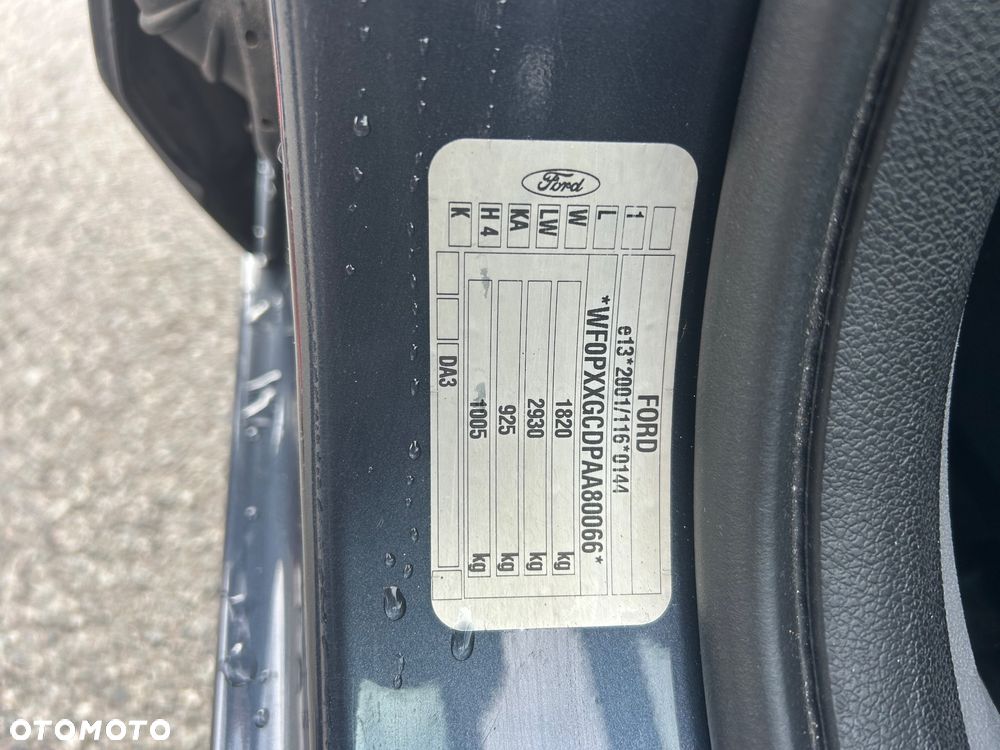 Ford
FORD
e13*2001/116*0144
*WF0PXXGCDPAA80066*
1
L
W 1820 kg
LW 2930 kg
KA 925 kg
H 4 1005 kg
K DA3
OTOMOTO